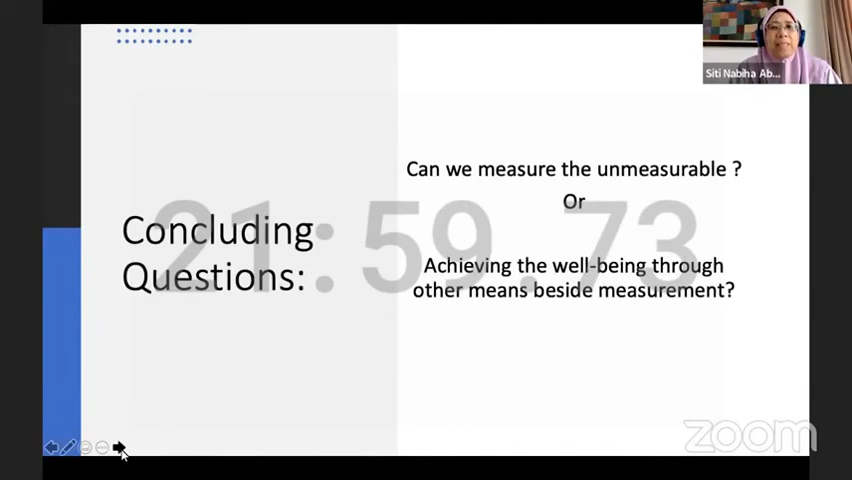 Siti Nabiha Ab...
Can we measure the unmeasurable ?
Or
Concluding
Questions:
Achieving the well-being through
other means beside measurement?
21:59.73
zoom